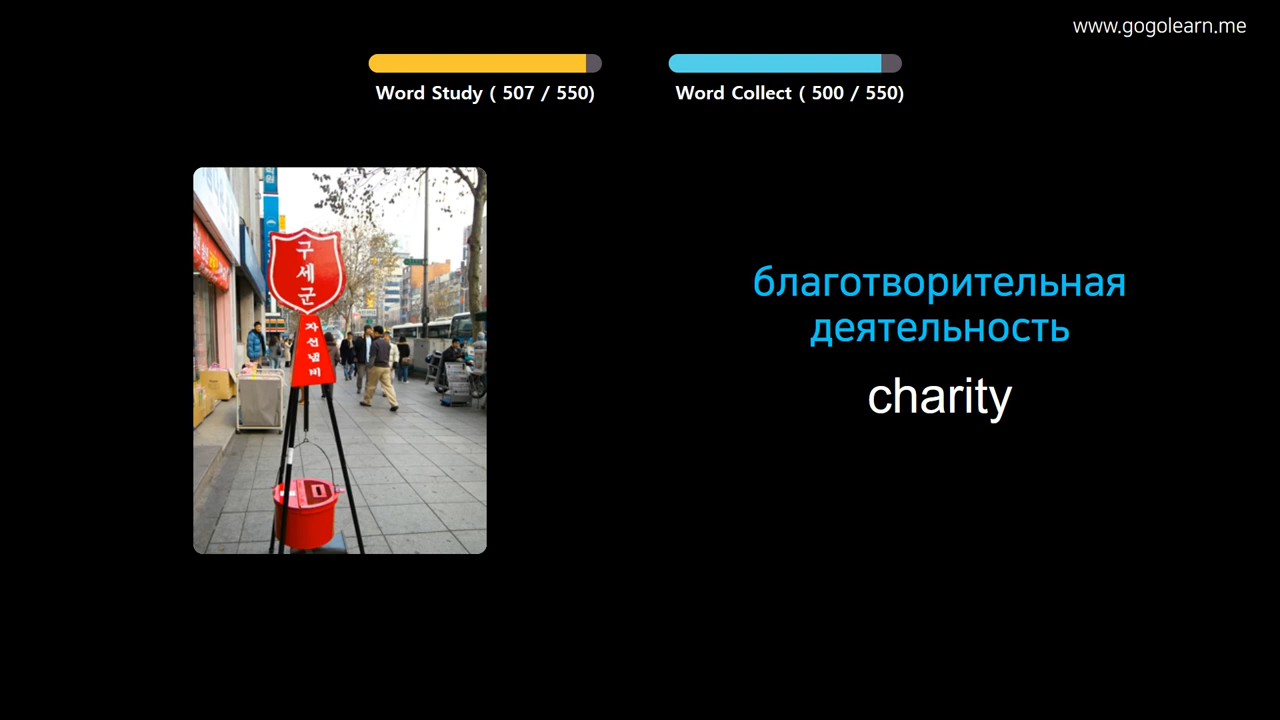 www.gogolearn.me
Word Study ( 507 / 550)
Word Collect ( 500 / 550)
구
세
군
자
선
냄
비
благотворительная
деятельность
charity